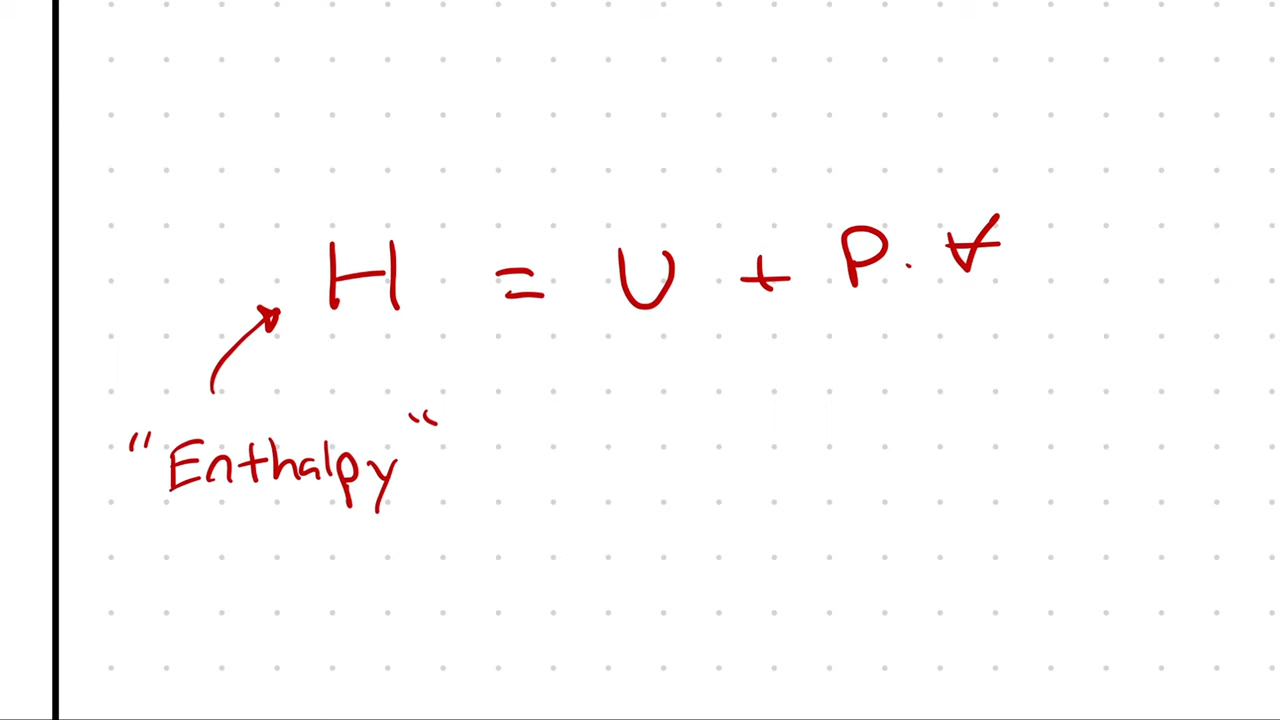 H = U + P. ∀
"Enthalpy"